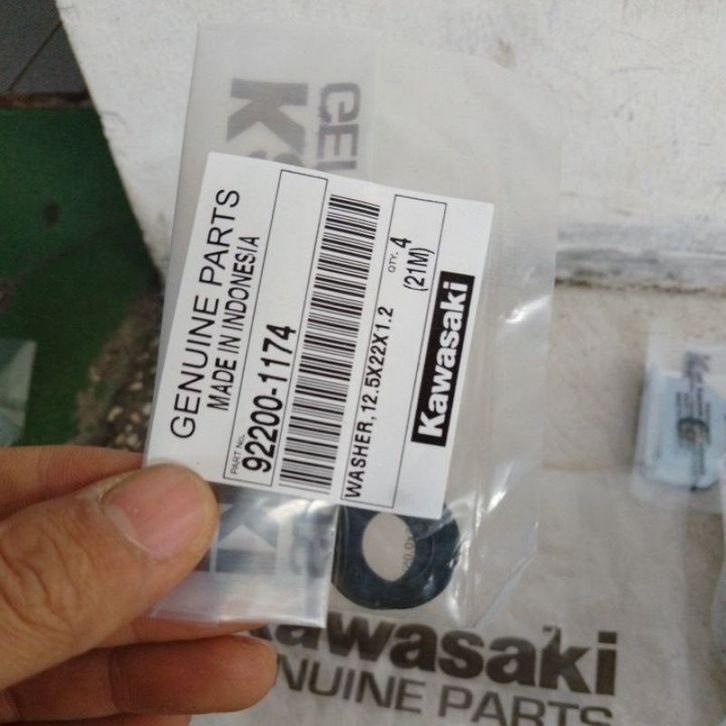 GENUINE PARTS
MADE IN INDONESIA
PART No.
92200-1174
WASHER, 12.5X22X1.2
QTY. 4
(21M)
Kawasaki
Kawasaki
GENUINE PARTS